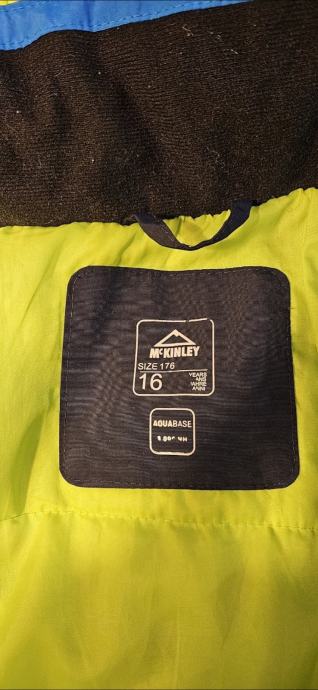 McKINLEY
SIZE 176
16
YEARS
ANS
JAHRE
ANNI
AQUABASE